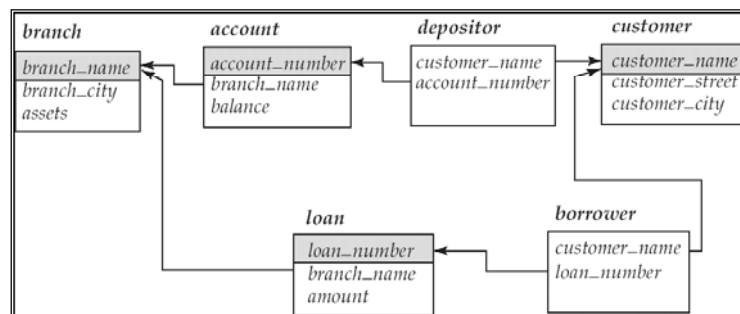 branch
branch_name
branch_city
assets
account
account_number
branch_name
balance
depositor
customer_name
account_number
customer
customer_name
customer_street
customer_city
loan
loan_number
branch_name
amount
borrower
customer_name
loan_number